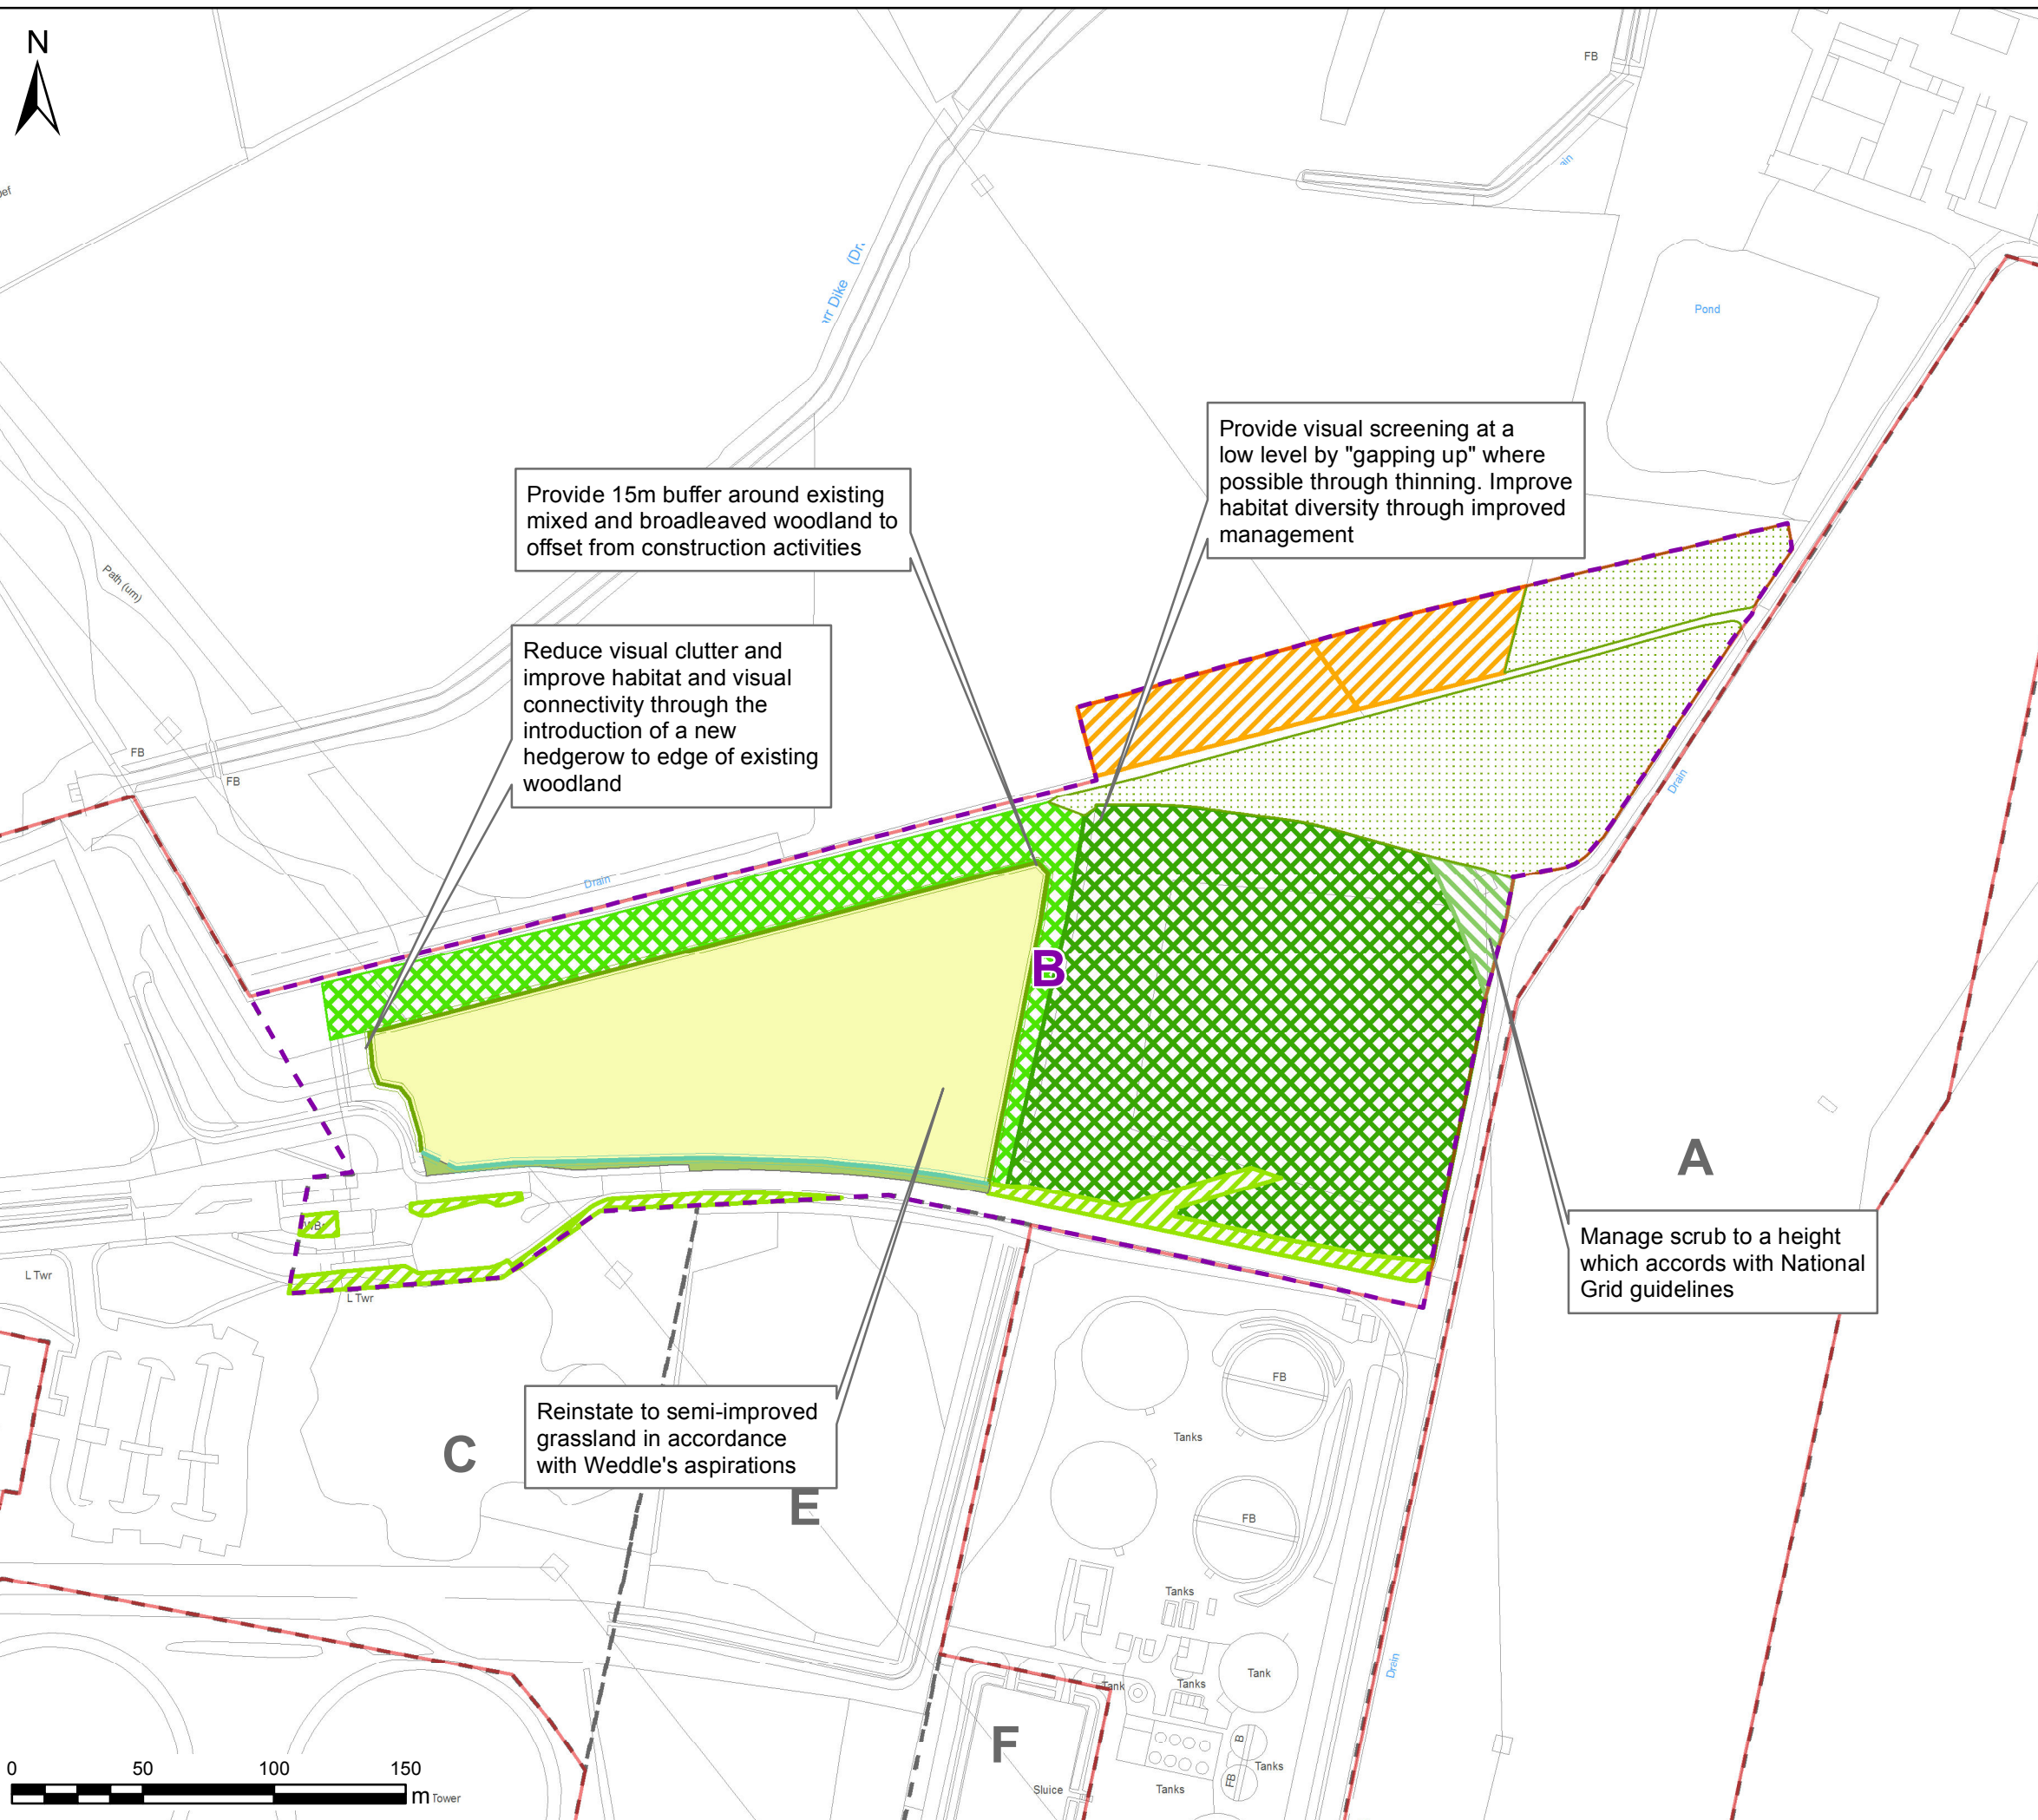 N
FB
Pond
Provide visual screening at a
low level by "gapping up" where
possible through thinning. Improve
habitat diversity through improved
management
Provide 15m buffer around existing
mixed and broadleaved woodland to
offset from construction activities
Path (um)
Reduce visual clutter and
improve habitat and visual
connectivity through the
introduction of a new
hedgerow to edge of existing
woodland
FB
FB
Drain
Drain
B
A
Manage scrub to a height
which accords with National
Grid guidelines
L Twr
L Twr
FB
Tanks
Reinstate to semi-improved
grassland in accordance
with Weddle's aspirations
C
E
FB
Tanks
Tank
Tank
Tanks
Drain
F
B
Tanks
FB
Tanks
Sluice
0 50 100 150
m Tower